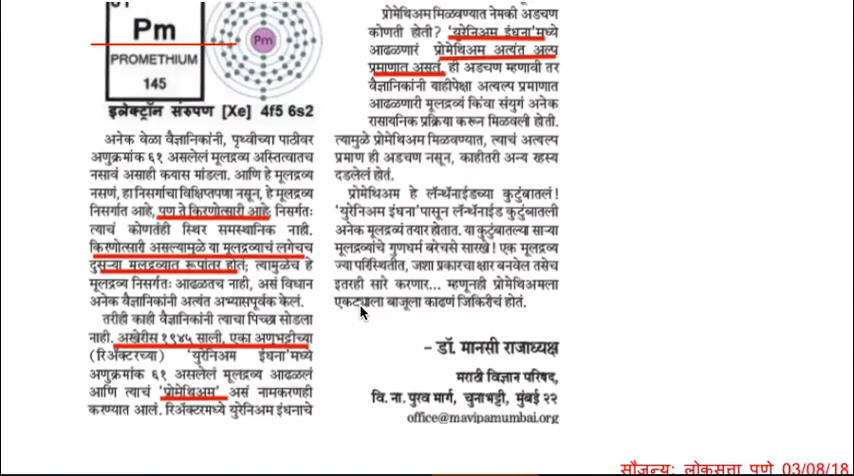 61
Pm
PROMETHIUM
145
Pm
इलेक्ट्रॉन संरुपण [Xe] 4f5 6s2
अनेक वेळा वैज्ञानिकांनी, पृथ्वीच्या पाठीवर
अणुक्रमांक ६१ असलेलं मूलद्रव्य अस्तित्वातच
नसावं असाही कयास मांडला. आणि हे मूलद्रव्य
नसणं, हा निसर्गाचा विक्षिप्तपणा नसून, हे मूलद्रव्य
निसर्गात आहे, पण ते किरणोत्सारी आहे. निसर्गतः
त्याचं कोणतंही स्थिर समस्थानिक नाही.
किरणोत्सारी असल्यामुळे या मूलद्रव्याचं लगेचच
दुसऱ्या मूलद्रव्यात रूपांतर होतं; त्यामुळेच हे
मूलद्रव्य निसर्गतः आढळतच नाही, असं विधान
अनेक वैज्ञानिकांनी अत्यंत अभ्यासपूर्वक केलं.
तरीही काही वैज्ञानिकांनी त्याचा पिच्छा सोडला
नाही. अखेरीस १९४५ साली, एका अणुभट्टीच्या
(रिअ‍ॅक्टरच्या) ‘युरेनिअम इंधना’मध्ये
अणुक्रमांक ६१ असलेलं मूलद्रव्य आढळलं
आणि त्याचं ‘प्रोमेथिअम’ असं नामकरणही
करण्यात आलं. रिअ‍ॅक्टरमध्ये युरेनिअम इंधनाचे
प्रोमेथिअम मिळवण्यात नेमकी अडचण
कोणती होती? ‘युरेनिअम इंधना’मध्ये
आढळणारं प्रोमेथिअम अत्यंत अल्प
प्रमाणात असतं. ही अडचण म्हणावी तर
वैज्ञानिकांनी याहीपेक्षा अत्यल्प प्रमाणात
आढळणारी मूलद्रव्यं किंवा संयुगं अनेक
रासायनिक प्रक्रिया करून मिळवली होती.
त्यामुळे प्रोमेथिअम मिळवण्यात, त्याचं अत्यल्प
प्रमाण ही अडचण नसून, काहीतरी अन्य रहस्य
दडलेलं होतं.
प्रोमेथिअम हे लॅन्थॅनाईडच्या कुटुंबातलं!
‘युरेनिअम इंधना’पासून लॅन्थॅनाईड कुटुंबातली
अनेक मूलद्रव्यं तयार होतात. या कुटुंबातल्या साऱ्या
मूलद्रव्यांचे गुणधर्म बरेचसे सारखे! एक मूलद्रव्य
ज्या परिस्थितीत, जशा प्रकारचा क्षार बनवेल तसेच
इतरही सारे करणार... म्हणूनही प्रोमेथिअमला
एकट्याला बाजूला काढणं जिकिरीचं होतं.
- डॉ. मानसी राजाध्यक्ष
मराठी विज्ञान परिषद,
वि. ना. पुरव मार्ग, चुनाभट्टी, मुंबई २२
office@mavipamumbai.org
सौजन्य: लोकसत्ता पुणे 03/08/18